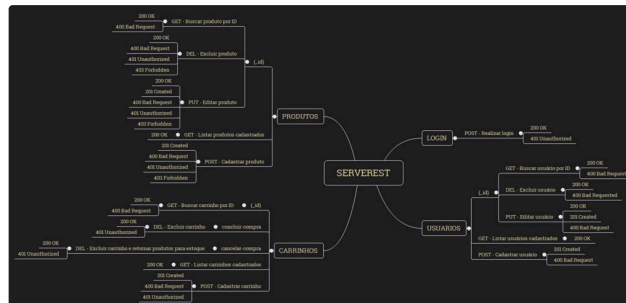 SERVEREST
PRODUTOS
{_id}
GET - Buscar produto por ID
200 OK
400 Bad Request
DEL - Excluir produto
200 OK
400 Bad Request
401 Unauthorized
403 Forbidden
PUT - Editar produto
200 OK
201 Created
400 Bad Request
401 Unauthorized
403 Forbidden
GET - Listar produtos cadastrados
200 OK
POST - Cadastrar produto
201 Created
400 Bad Request
401 Unauthorized
403 Forbidden
CARRINHOS
{_id}
GET - Buscar carrinho por ID
200 OK
400 Bad Request
concluir-compra
DEL - Excluir carrinho
200 OK
401 Unauthorized
cancelar-compra
DEL - Excluir carrinho e retornar produtos para estoque
200 OK
401 Unauthorized
GET - Listar carrinhos cadastrados
200 OK
POST - Cadastrar carrinho
201 Created
400 Bad Request
401 Unauthorized
LOGIN
POST - Realizar login
200 OK
401 Unauthorized
USUARIOS
{_id}
GET - Buscar usuário por ID
200 OK
400 Bad Request
DEL - Excluir usuário
200 OK
400 Bad Requested
PUT - Editar usuário
200 OK
201 Created
400 Bad Request
GET - Listar usuários cadastrados
200 OK
POST - Cadastrar usuário
201 Created
400 Bad Request